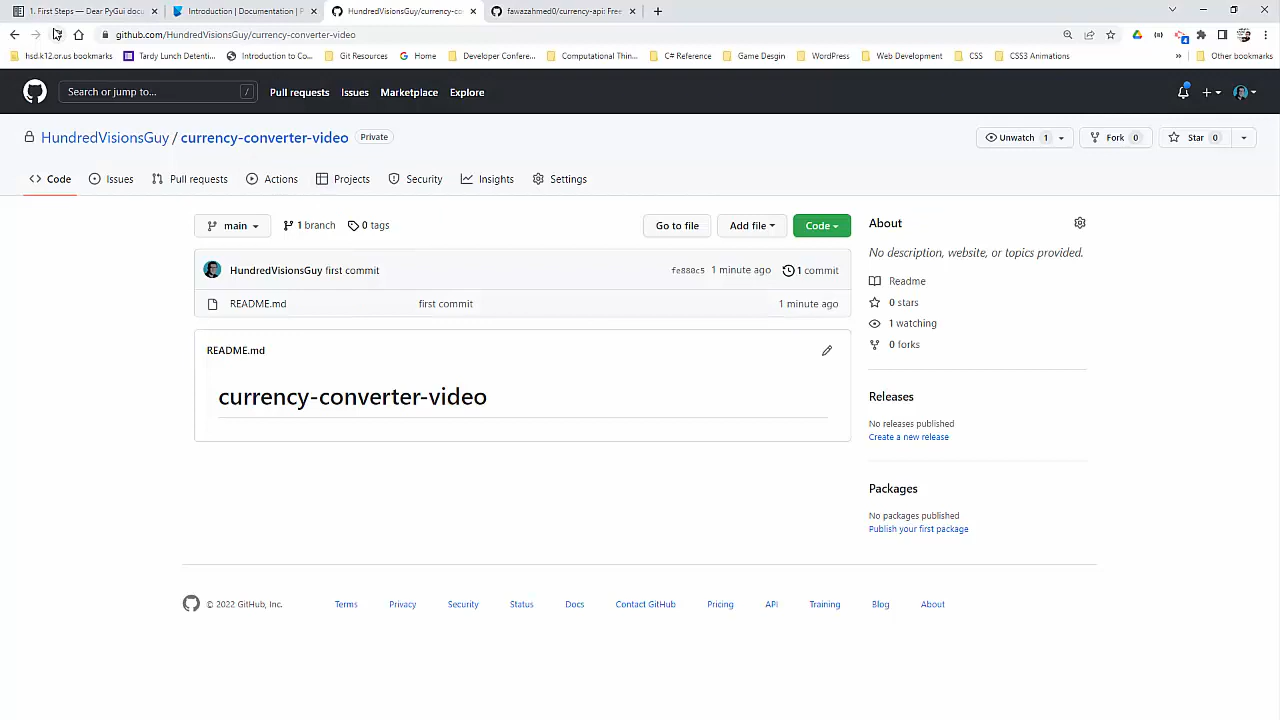 1. First Steps — Dear PyGui docu
Introduction | Documentation | P
HundredVisionsGuy/currency-co
fawazahmed0/currency-api: Free
github.com/HundredVisionsGuy/currency-converter-video
hsd.k12.or.us bookmarks
Tardy Lunch Detenti...
Introduction to Co...
Git Resources
Home
Developer Confere...
Computational Thin...
C# Reference
Game Desgin
WordPress
Web Development
CSS
CSS3 Animations
»
Other bookmarks
Search or jump to...
/
Pull requests
Issues
Marketplace
Explore
HundredVisionsGuy / currency-converter-video
Private
Unwatch 1
Fork 0
Star 0
Code
Issues
Pull requests
Actions
Projects
Security
Insights
Settings
main
1 branch
0 tags
Go to file
Add file
Code
HundredVisionsGuy first commit
fe880c5 1 minute ago
1 commit
README.md
first commit
1 minute ago
README.md
currency-converter-video
About
No description, website, or topics provided.
Readme
0 stars
1 watching
0 forks
Releases
No releases published
Create a new release
Packages
No packages published
Publish your first package
© 2022 GitHub, Inc.
Terms
Privacy
Security
Status
Docs
Contact GitHub
Pricing
API
Training
Blog
About